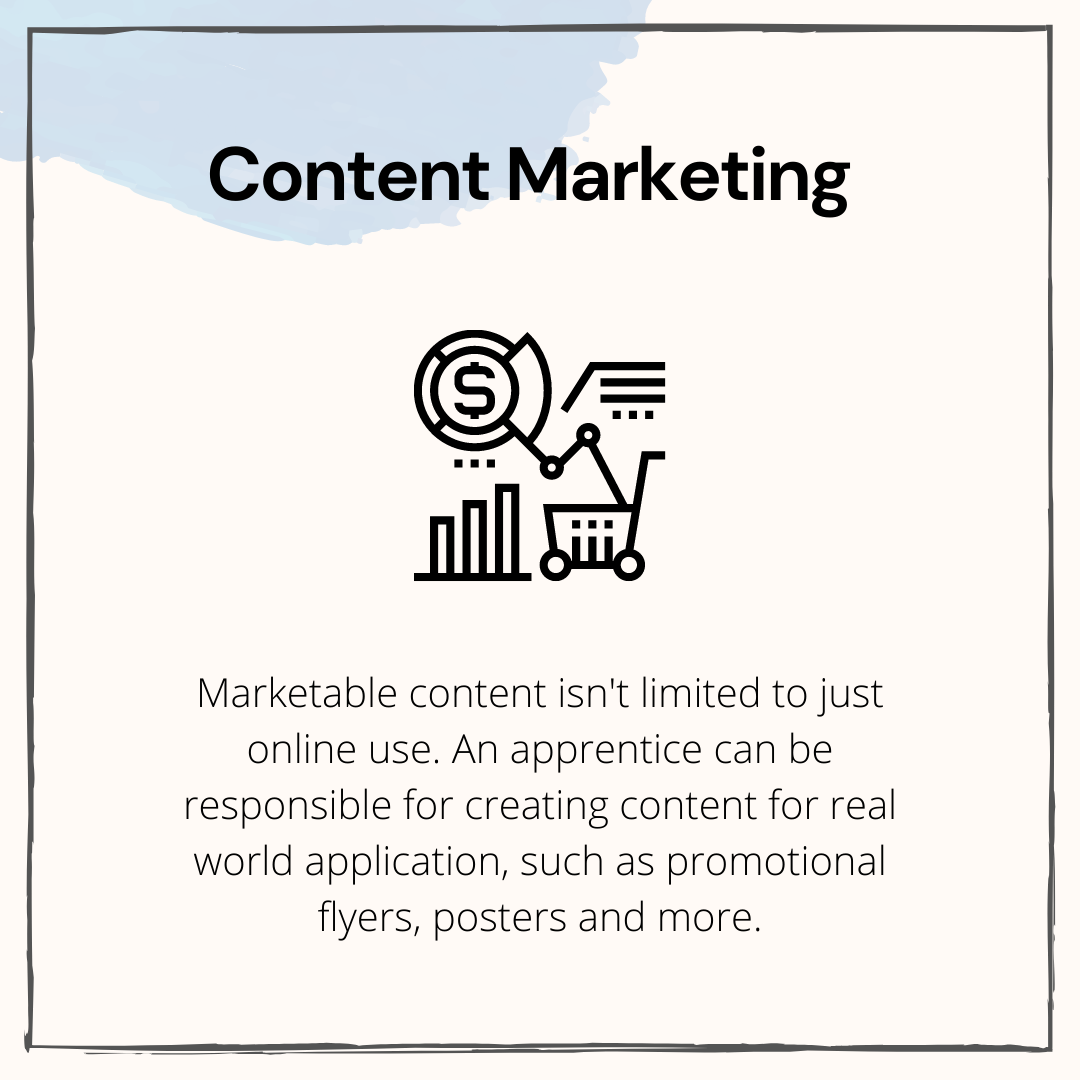 Content Marketing
$
Marketable content isn't limited to just
online use. An apprentice can be
responsible for creating content for real
world application, such as promotional
flyers, posters and more.